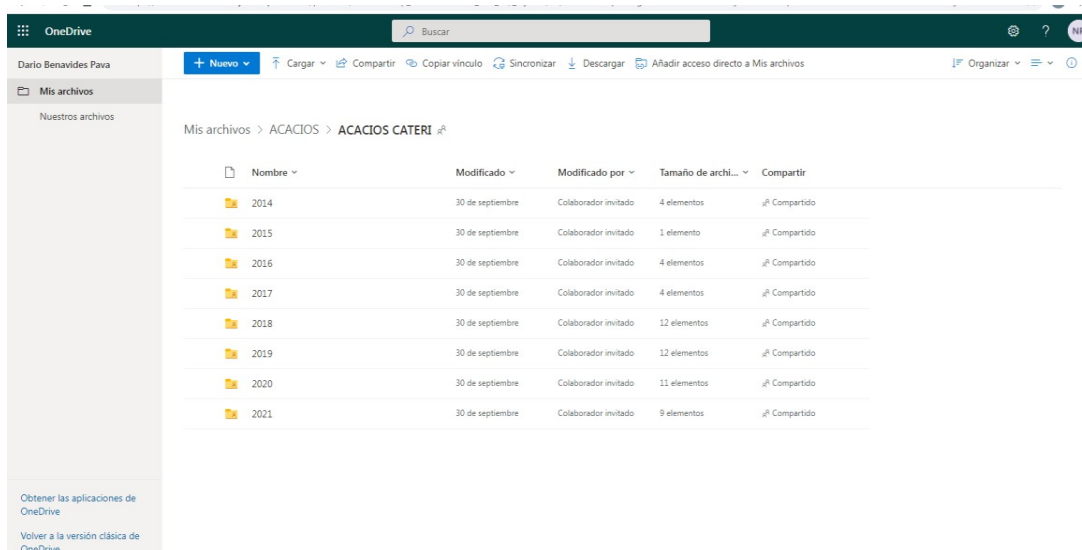 OneDrive
Buscar
?
Dario Benavides Pava
+ Nuevo
Cargar
Compartir
Copiar vínculo
Sincronizar
Descargar
Añadir acceso directo a Mis archivos
Organizar
Mis archivos
Nuestros archivos
Mis archivos > ACACIOS > ACACIOS CATERI
Nombre Modificado Modificado por Tamaño de archi... Compartir
2014 30 de septiembre Colaborador invitado 4 elementos Compartido
2015 30 de septiembre Colaborador invitado 1 elemento Compartido
2016 30 de septiembre Colaborador invitado 4 elementos Compartido
2017 30 de septiembre Colaborador invitado 4 elementos Compartido
2018 30 de septiembre Colaborador invitado 12 elementos Compartido
2019 30 de septiembre Colaborador invitado 12 elementos Compartido
2020 30 de septiembre Colaborador invitado 11 elementos Compartido
2021 30 de septiembre Colaborador invitado 9 elementos Compartido
Obtener las aplicaciones de
OneDrive
Volver a la versión clásica de
OneDrive